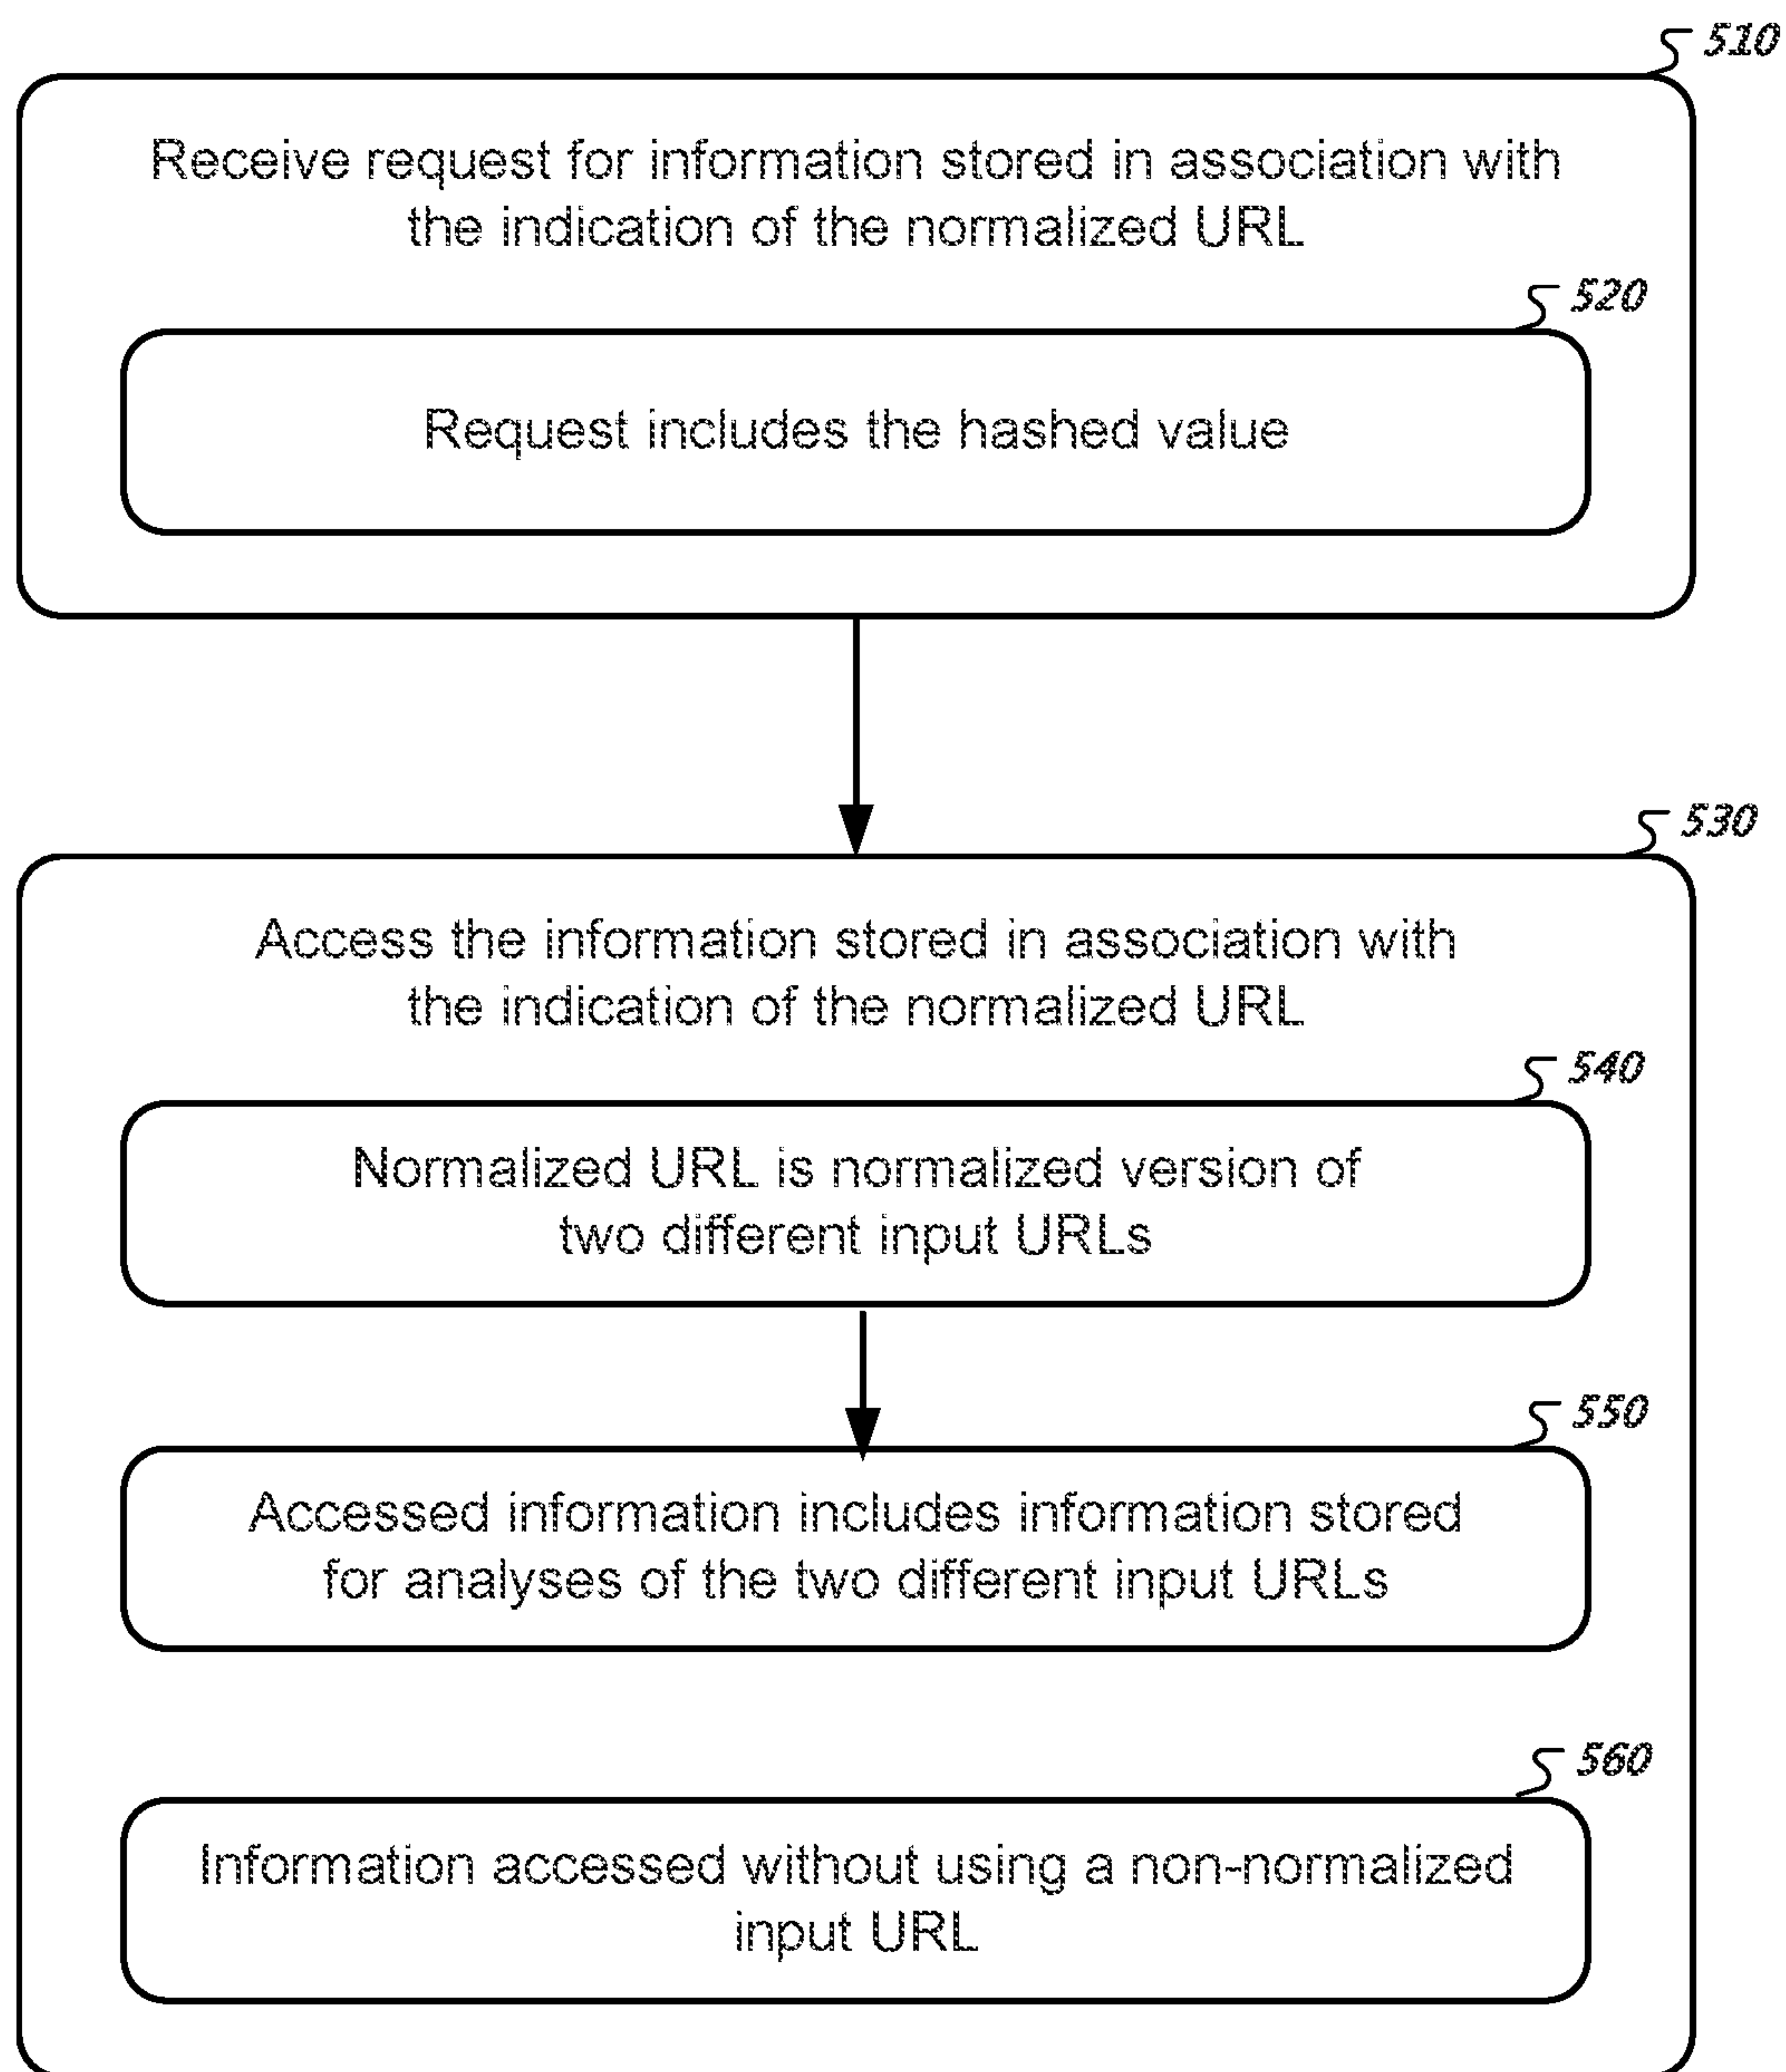 510
Receive request for information stored in association with
the indication of the normalized URL
520
Request includes the hashed value
530
Access the information stored in association with
the indication of the normalized URL
540
Normalized URL is normalized version of
two different input URLs
550
Accessed information includes information stored
for analyses of the two different input URLs
560
Information accessed without using a non-normalized
input URL